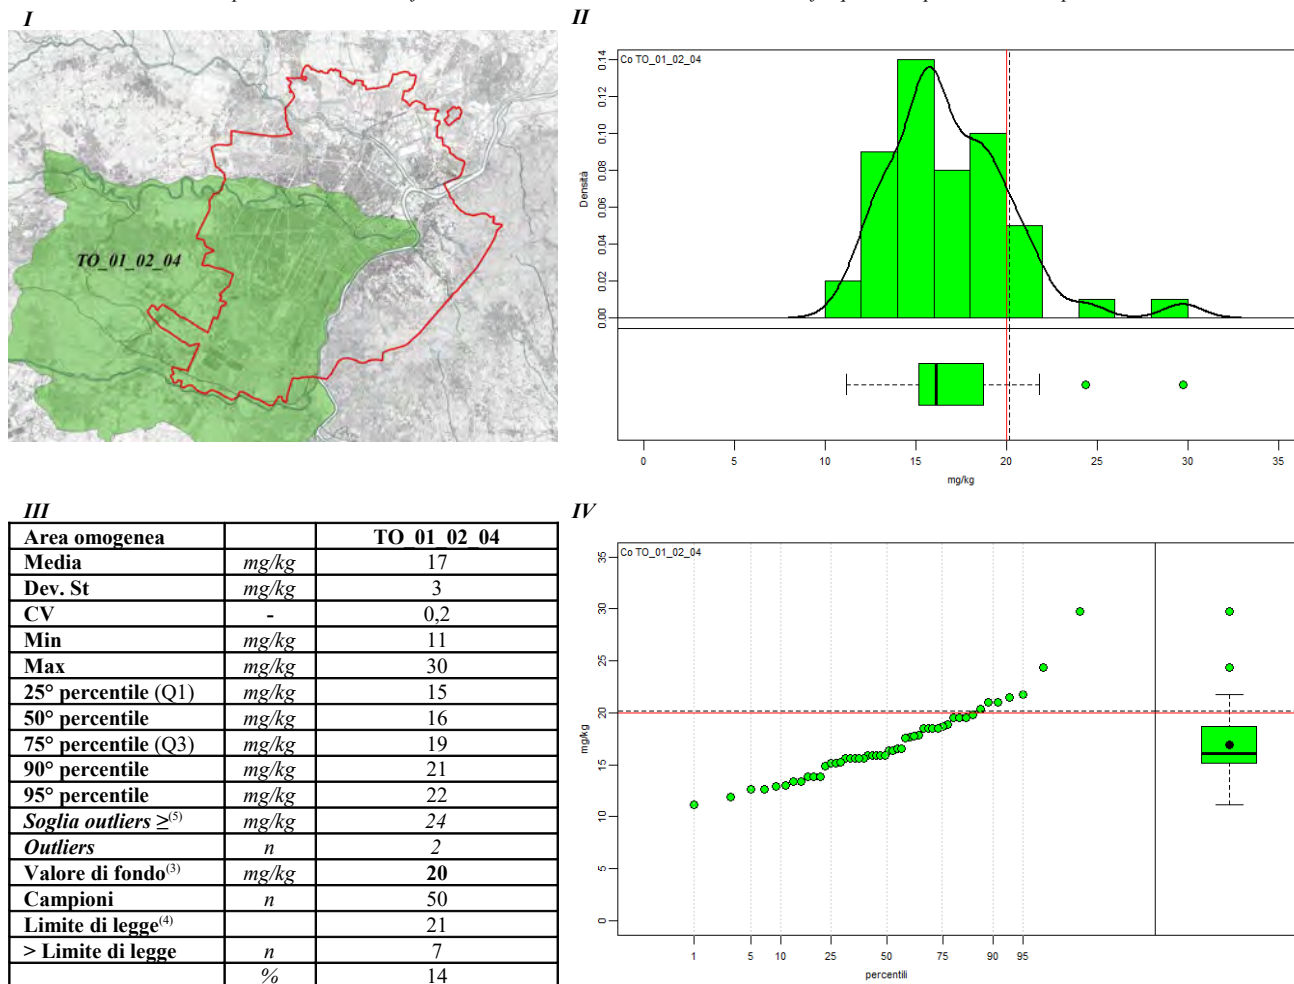 I
TO_01_02_04
II
Co TO_01_02_04
Densità
0.00 0.02 0.04 0.06 0.08 0.10 0.12 0.14
0 5 10 15 20 25 30 35
mg/kg
III
Area omogenea TO_01_02_04
Media mg/kg 17
Dev. St mg/kg 3
CV - 0,2
Min mg/kg 11
Max mg/kg 30
25° percentile (Q1) mg/kg 15
50° percentile mg/kg 16
75° percentile (Q3) mg/kg 19
90° percentile mg/kg 21
95° percentile mg/kg 22
Soglia outliers ≥(5) mg/kg 24
Outliers n 2
Valore di fondo(3) mg/kg 20
Campioni n 50
Limite di legge(4) 21
> Limite di legge n 7
% 14
IV
Co TO_01_02_04
mg/kg
0 5 10 15 20 25 30 35
1 5 10 25 50 75 90 95
percentili